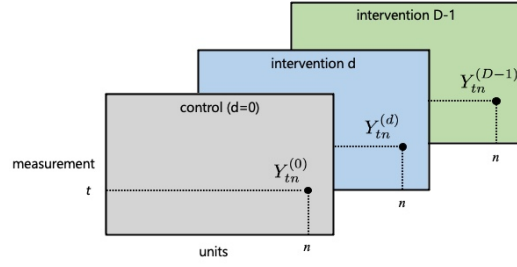 intervention D-1
intervention d
Y_{tn}^{(D-1)}
control (d=0)
Y_{tn}^{(d)}
n
measurement
Y_{tn}^{(0)}
t
n
n
units